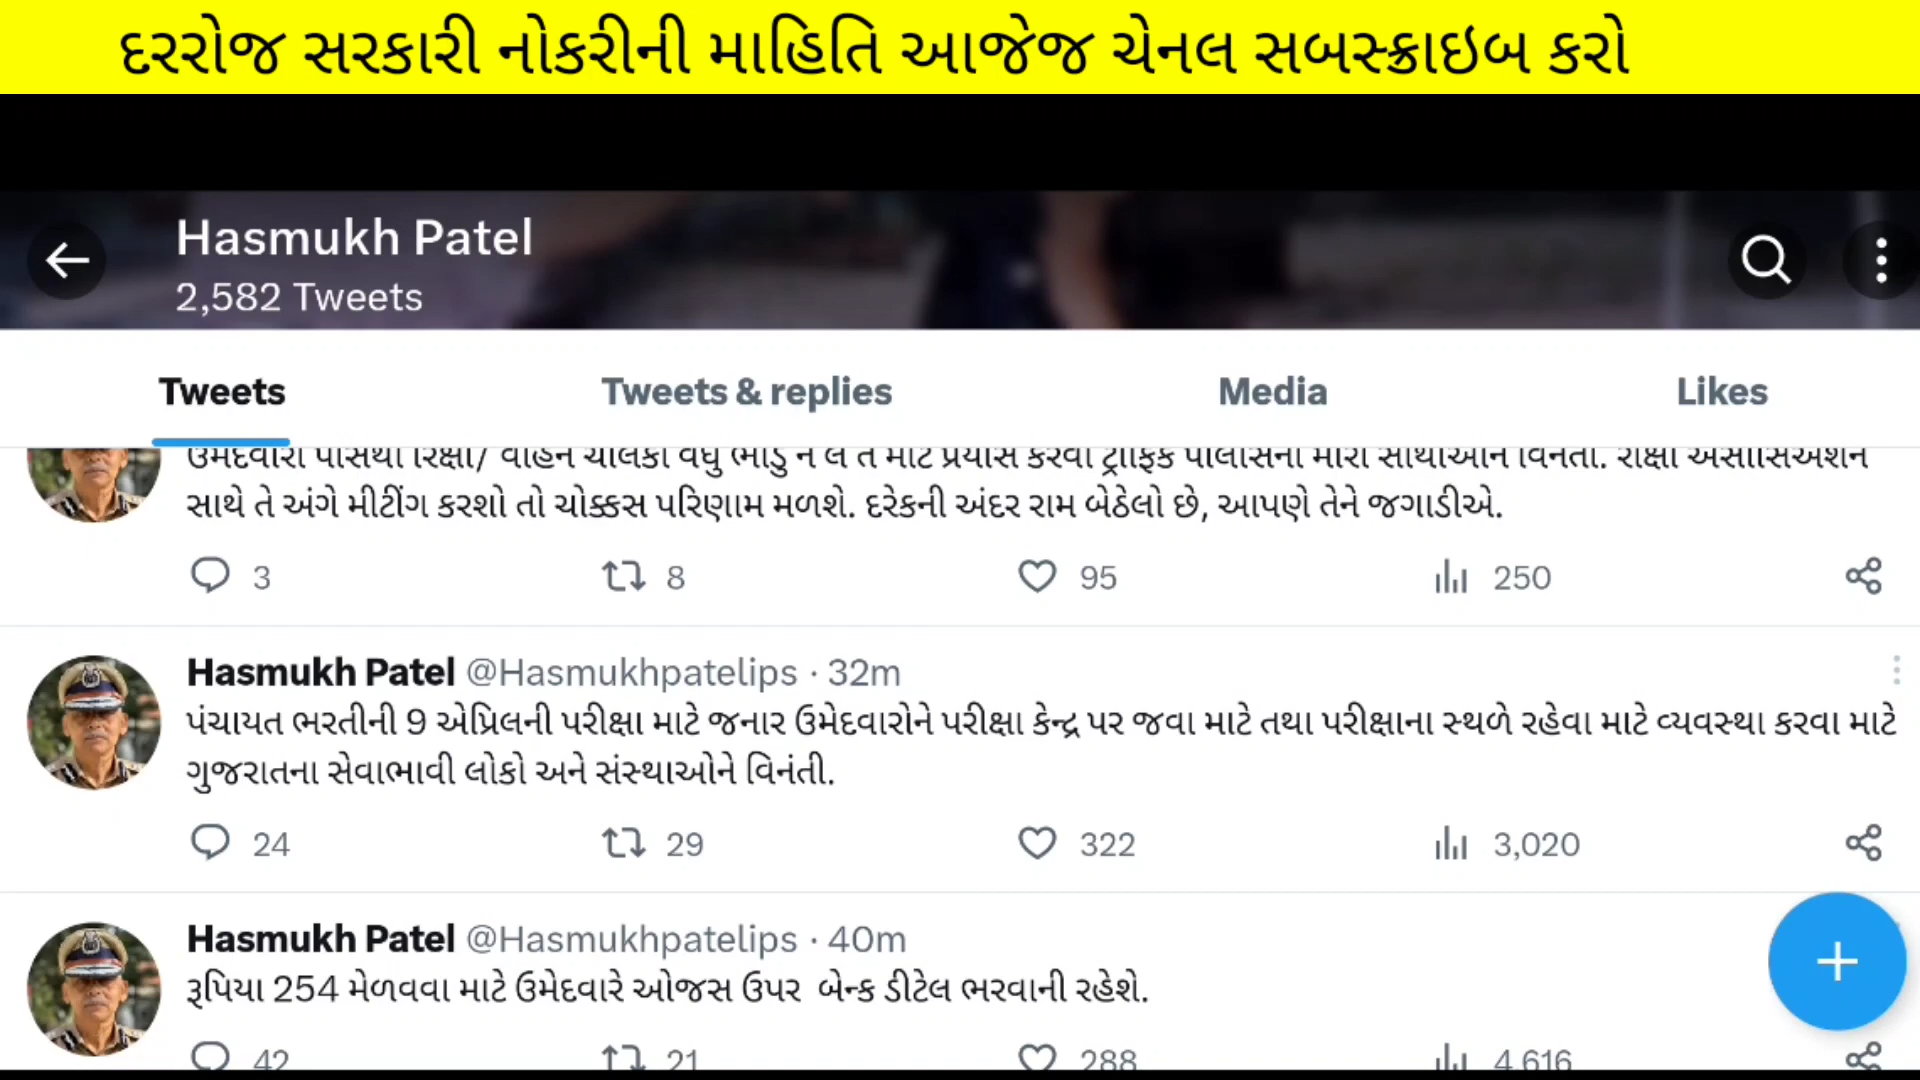 દરરોજ સરકારી નોકરીની માહિતિ આજેજ ચેનલ સબસ્ક્રાઇબ કરો
Hasmukh Patel
2,582 Tweets
Tweets Tweets & replies Media Likes
ઉમેદવારો પાસેથી રિક્ષા/ વાહન ચાલકો વધુ ભાડું ન લે તે માટે પ્રયાસ કરવા ટ્રાફિક પોલીસના મારા સાથીઓને વિનંતી. રીક્ષા એસોસિએશન
સાથે તે અંગે મીટીંગ કરશો તો ચોક્કસ પરિણામ મળશે. દરેકની અંદર રામ બેઠેલો છે, આપણે તેને જગાડીએ.
3 8 95 250
Hasmukh Patel @Hasmukhpatelips · 32m
પંચાયત ભરતીની 9 એપ્રિલની પરીક્ષા માટે જનાર ઉમેદવારોને પરીક્ષા કેન્દ્ર પર જવા માટે તથા પરીક્ષાના સ્થળે રહેવા માટે વ્યવસ્થા કરવા માટે
ગુજરાતના સેવાભાવી લોકો અને સંસ્થાઓને વિનંતી.
24 29 322 3,020
Hasmukh Patel @Hasmukhpatelips · 40m
રૂપિયા 254 મેળવવા માટે ઉમેદવારે ઓજસ ઉપર બેન્ક ડીટેલ ભરવાની રહેશે.
42 21 288 4,616